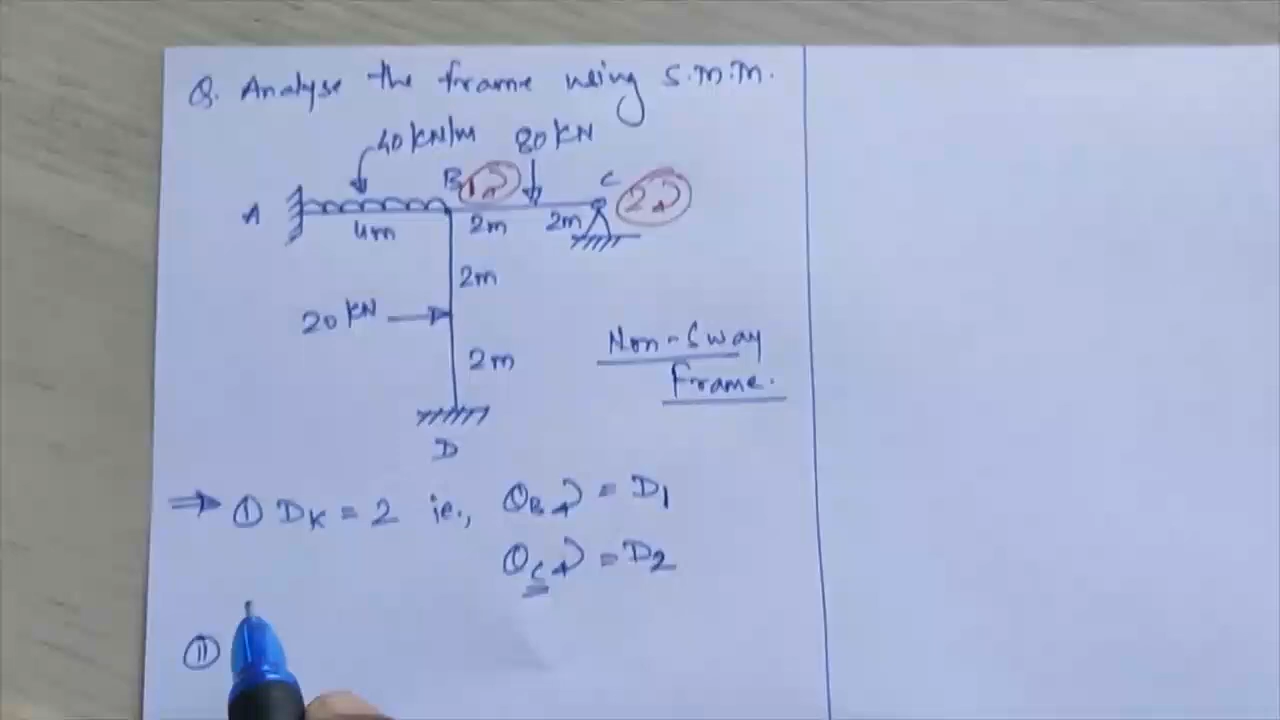 Q. Analyse the frame using S.M.M.
40 kN/m 80 kN
A B 1 C 2
4m 2m 2m
2m
20 kN
2m
Non-Sway
Frame.
D
⇒ ① DK = 2 ie., θB = D1
θC = D2
⑪